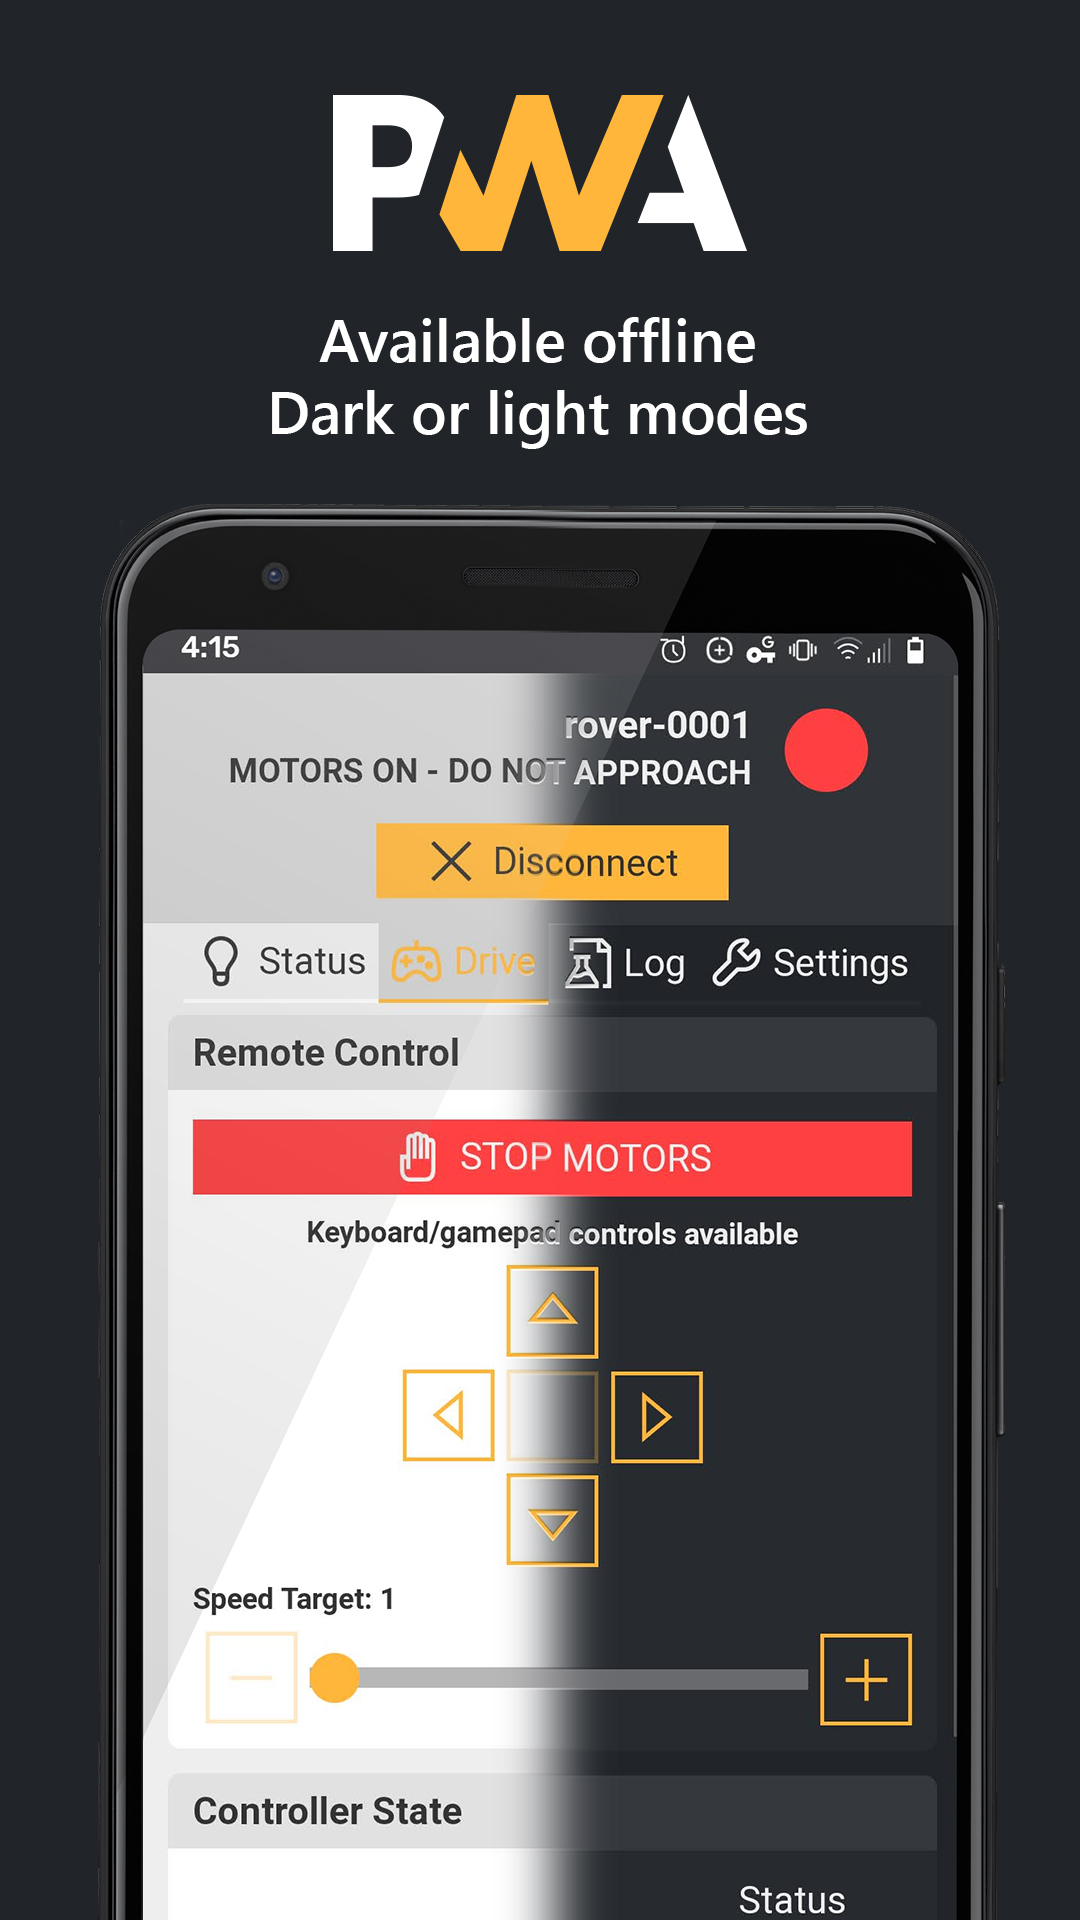 PWA
Available offline
Dark or light modes
4:15
G
rover-0001
MOTORS ON - DO NOT APPROACH
Disconnect
Status Drive Log Settings
Remote Control
STOP MOTORS
Keyboard/gamepad controls available
Speed Target: 1
Controller State
Status